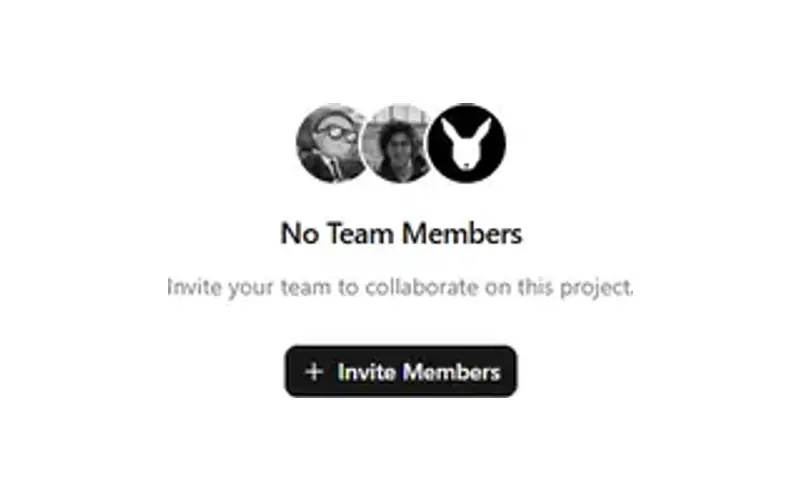 No Team Members
Invite your team to collaborate on this project.
+ Invite Members